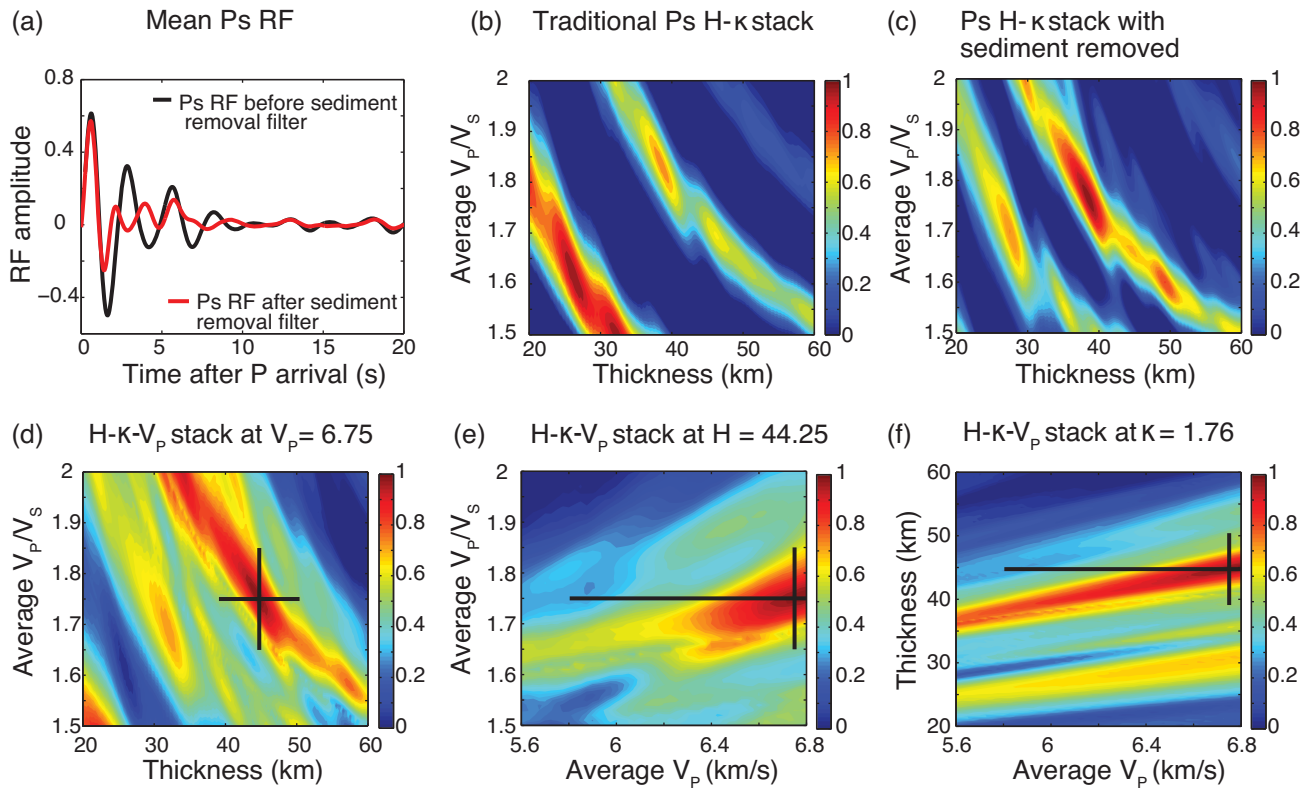 (a) Mean Ps RF
0.8
0.4
0
−0.4
RF amplitude
Ps RF before sediment
removal filter
Ps RF after sediment
removal filter
0 5 10 15 20
Time after P arrival (s)
(b) Traditional Ps H-κ stack
2
1.9
1.8
1.7
1.6
1.5
Average VP/VS
20 30 40 50 60
Thickness (km)
1
0.8
0.6
0.4
0.2
0
(c) Ps H-κ stack with
sediment removed
2
1.9
1.8
1.7
1.6
1.5
Average VP/VS
20 30 40 50 60
Thickness (km)
1
0.8
0.6
0.4
0.2
0
(d) H-κ-VP stack at VP = 6.75
2
1.9
1.8
1.7
1.6
1.5
Average VP/VS
20 30 40 50 60
Thickness (km)
1
0.8
0.6
0.4
0.2
0
(e) H-κ-VP stack at H = 44.25
2
1.9
1.8
1.7
1.6
1.5
Average VP/VS
5.6 6 6.4 6.8
Average VP (km/s)
1
0.8
0.6
0.4
0.2
0
(f) H-κ-VP stack at κ = 1.76
60
50
40
30
20
Thickness (km)
5.6 6 6.4 6.8
Average VP (km/s)
1
0.8
0.6
0.4
0.2
0